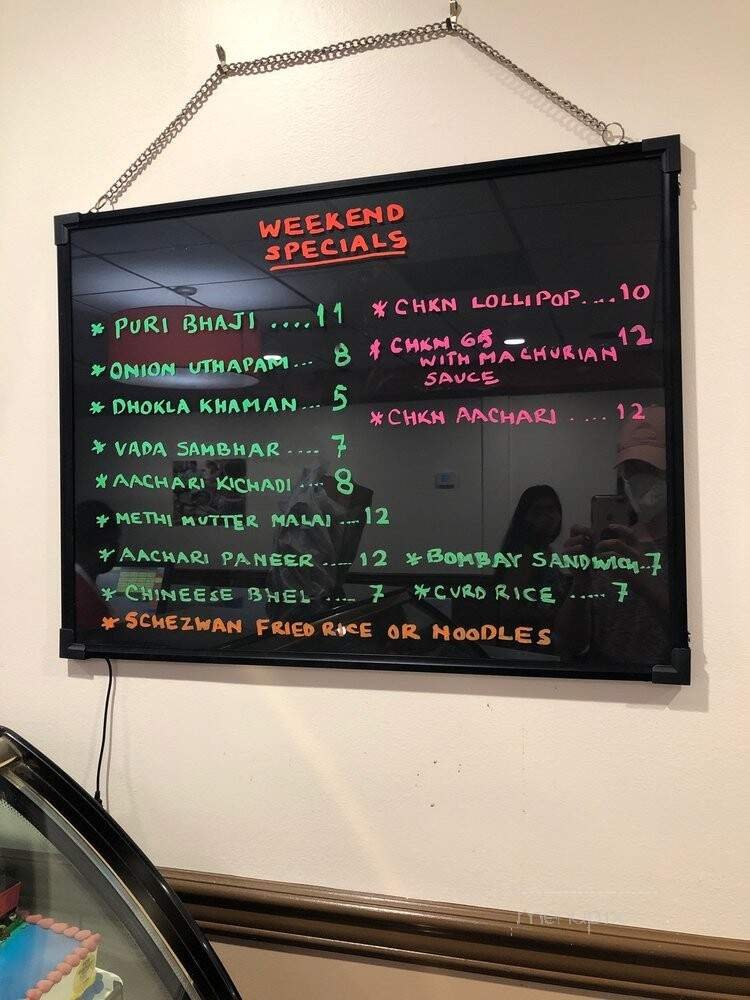 WEEKEND
SPECIALS
* PURI BHAJI ....11
* ONION UTHAPAM... 8
* DHOKLA KHAMAN... 5
* VADA SAMBHAR .... 7
* AACHARI KICHADI ... 8
* METHI MUTTER MALAI ....12
* AACHARI PANEER ..... 12
* CHINEESE BHEL ..... 7
* CHKN LOLLIPOP....10
* CHKN 65 12
WITH MACHURIAN
SAUCE
* CHKN AACHARI .... 12
* BOMBAY SANDWICH..7
* CURD RICE ..... 7
* SCHEZWAN FRIED RICE OR NOODLES